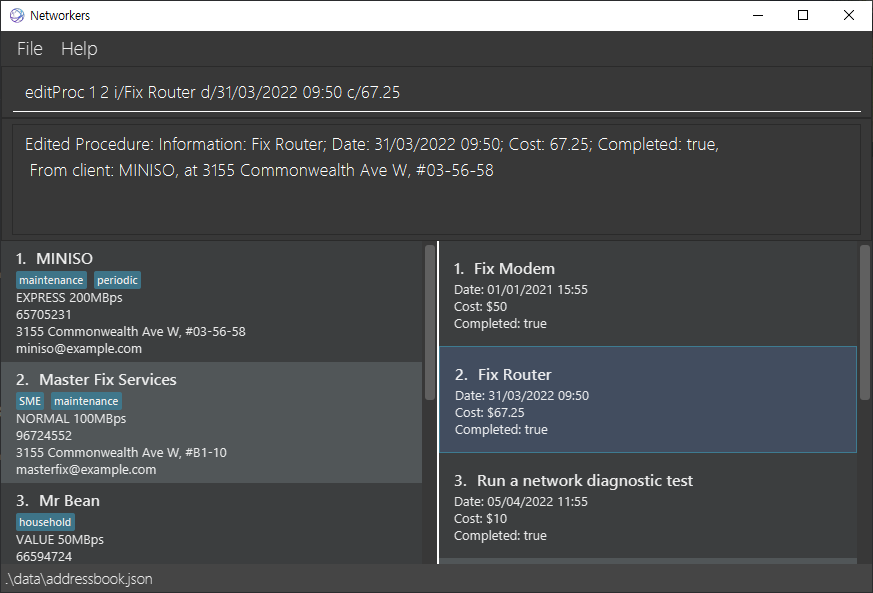 Networkers
File Help
editProc 1 2 i/Fix Router d/31/03/2022 09:50 c/67.25
Edited Procedure: Information: Fix Router; Date: 31/03/2022 09:50; Cost: 67.25; Completed: true,
From client: MINISO, at 3155 Commonwealth Ave W, #03-56-58
1. MINISO
maintenance periodic
EXPRESS 200MBps
65705231
3155 Commonwealth Ave W, #03-56-58
miniso@example.com
2. Master Fix Services
SME maintenance
NORMAL 100MBps
96724552
3155 Commonwealth Ave W, #B1-10
masterfix@example.com
3. Mr Bean
household
VALUE 50MBps
66594724
1. Fix Modem
Date: 01/01/2021 15:55
Cost: $50
Completed: true
2. Fix Router
Date: 31/03/2022 09:50
Cost: $67.25
Completed: true
3. Run a network diagnostic test
Date: 05/04/2022 11:55
Cost: $10
Completed: true
.\data\addressbook.json